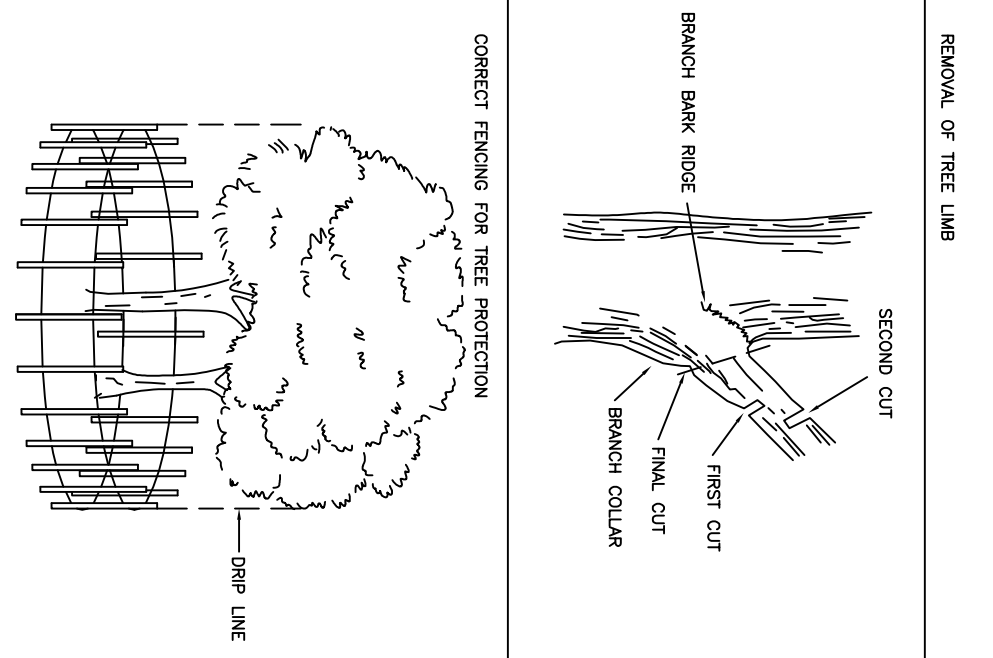 REMOVAL OF TREE LIMB
SECOND CUT
BRANCH BARK RIDGE
FIRST CUT
FINAL CUT
BRANCH COLLAR
CORRECT FENCING FOR TREE PROTECTION
DRIP LINE